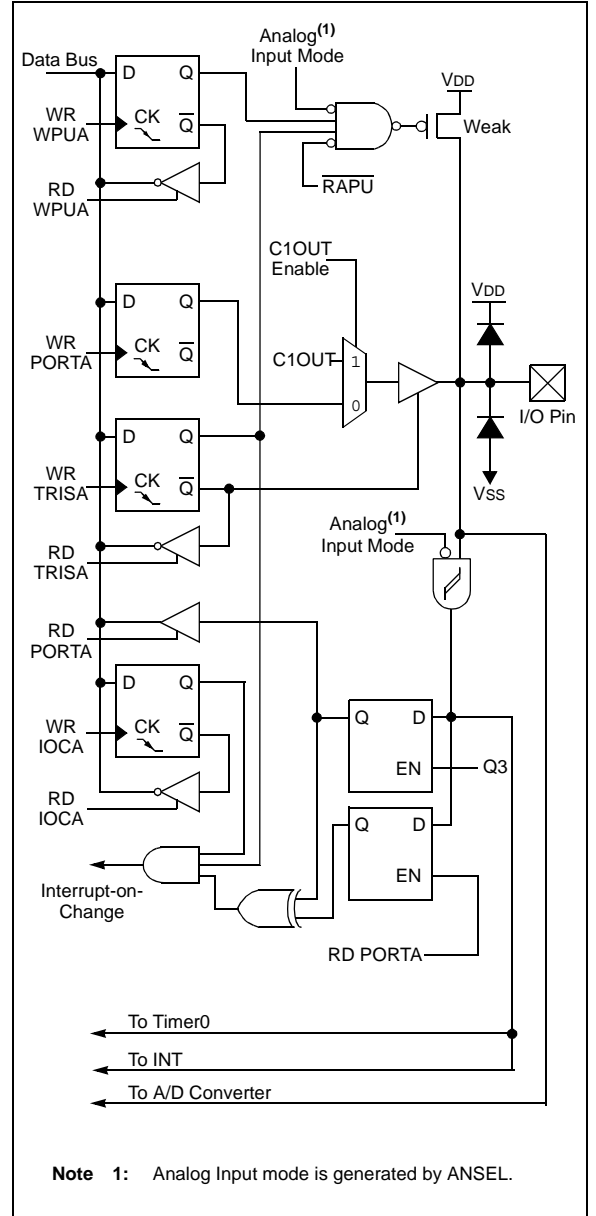 Analog(1)
Input Mode
Data Bus
D Q
VDD
WR
WPUA
CK Q
Weak
RD
WPUA
RAPU
C1OUT
Enable
D Q
VDD
WR
PORTA
CK Q
C1OUT
1
0
I/O Pin
D Q
WR
TRISA
CK Q
VSS
Analog(1)
Input Mode
RD
TRISA
RD
PORTA
D Q
Q D
WR
IOCA
CK Q
EN
Q3
RD
IOCA
Q D
EN
Interrupt-on-
Change
RD PORTA
To Timer0
To INT
To A/D Converter
Note 1: Analog Input mode is generated by ANSEL.